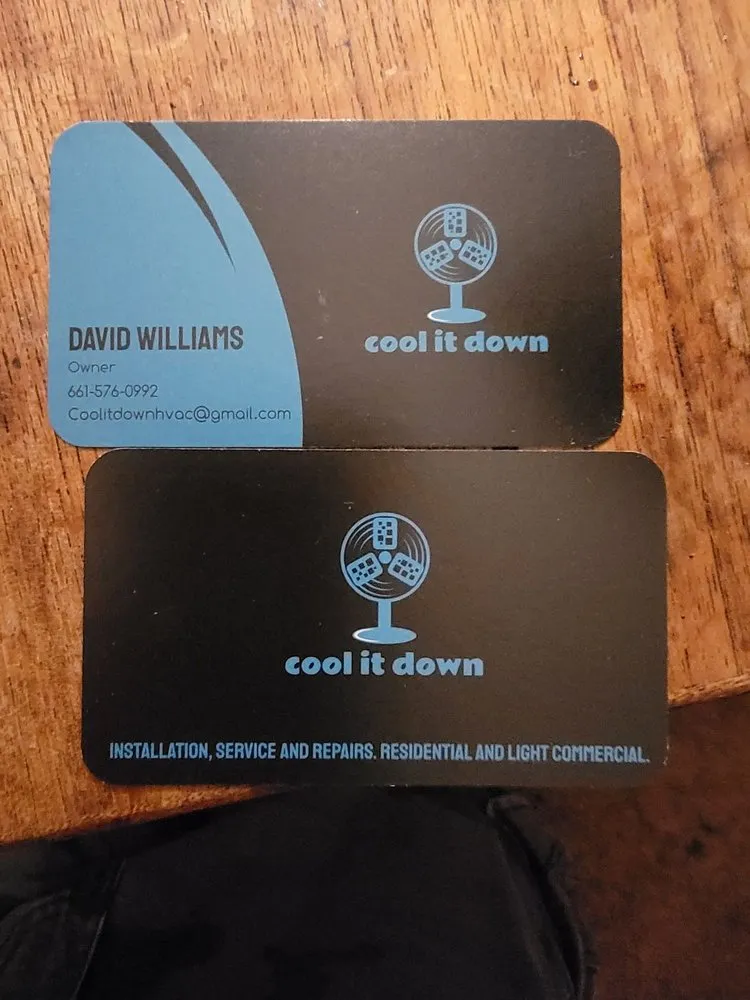 DAVID WILLIAMS
Owner
661-576-0992
Coolitdownhvac@gmail.com
cool it down
cool it down
INSTALLATION, SERVICE AND REPAIRS. RESIDENTIAL AND LIGHT COMMERCIAL.